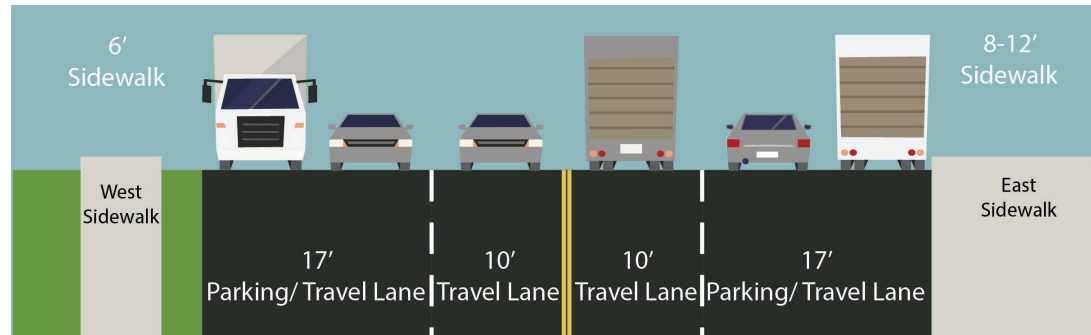 6’
Sidewalk
8-12’
Sidewalk
West
Sidewalk
East
Sidewalk
17’
Parking/ Travel Lane
10’
Travel Lane
10’
Travel Lane
17’
Parking/ Travel Lane